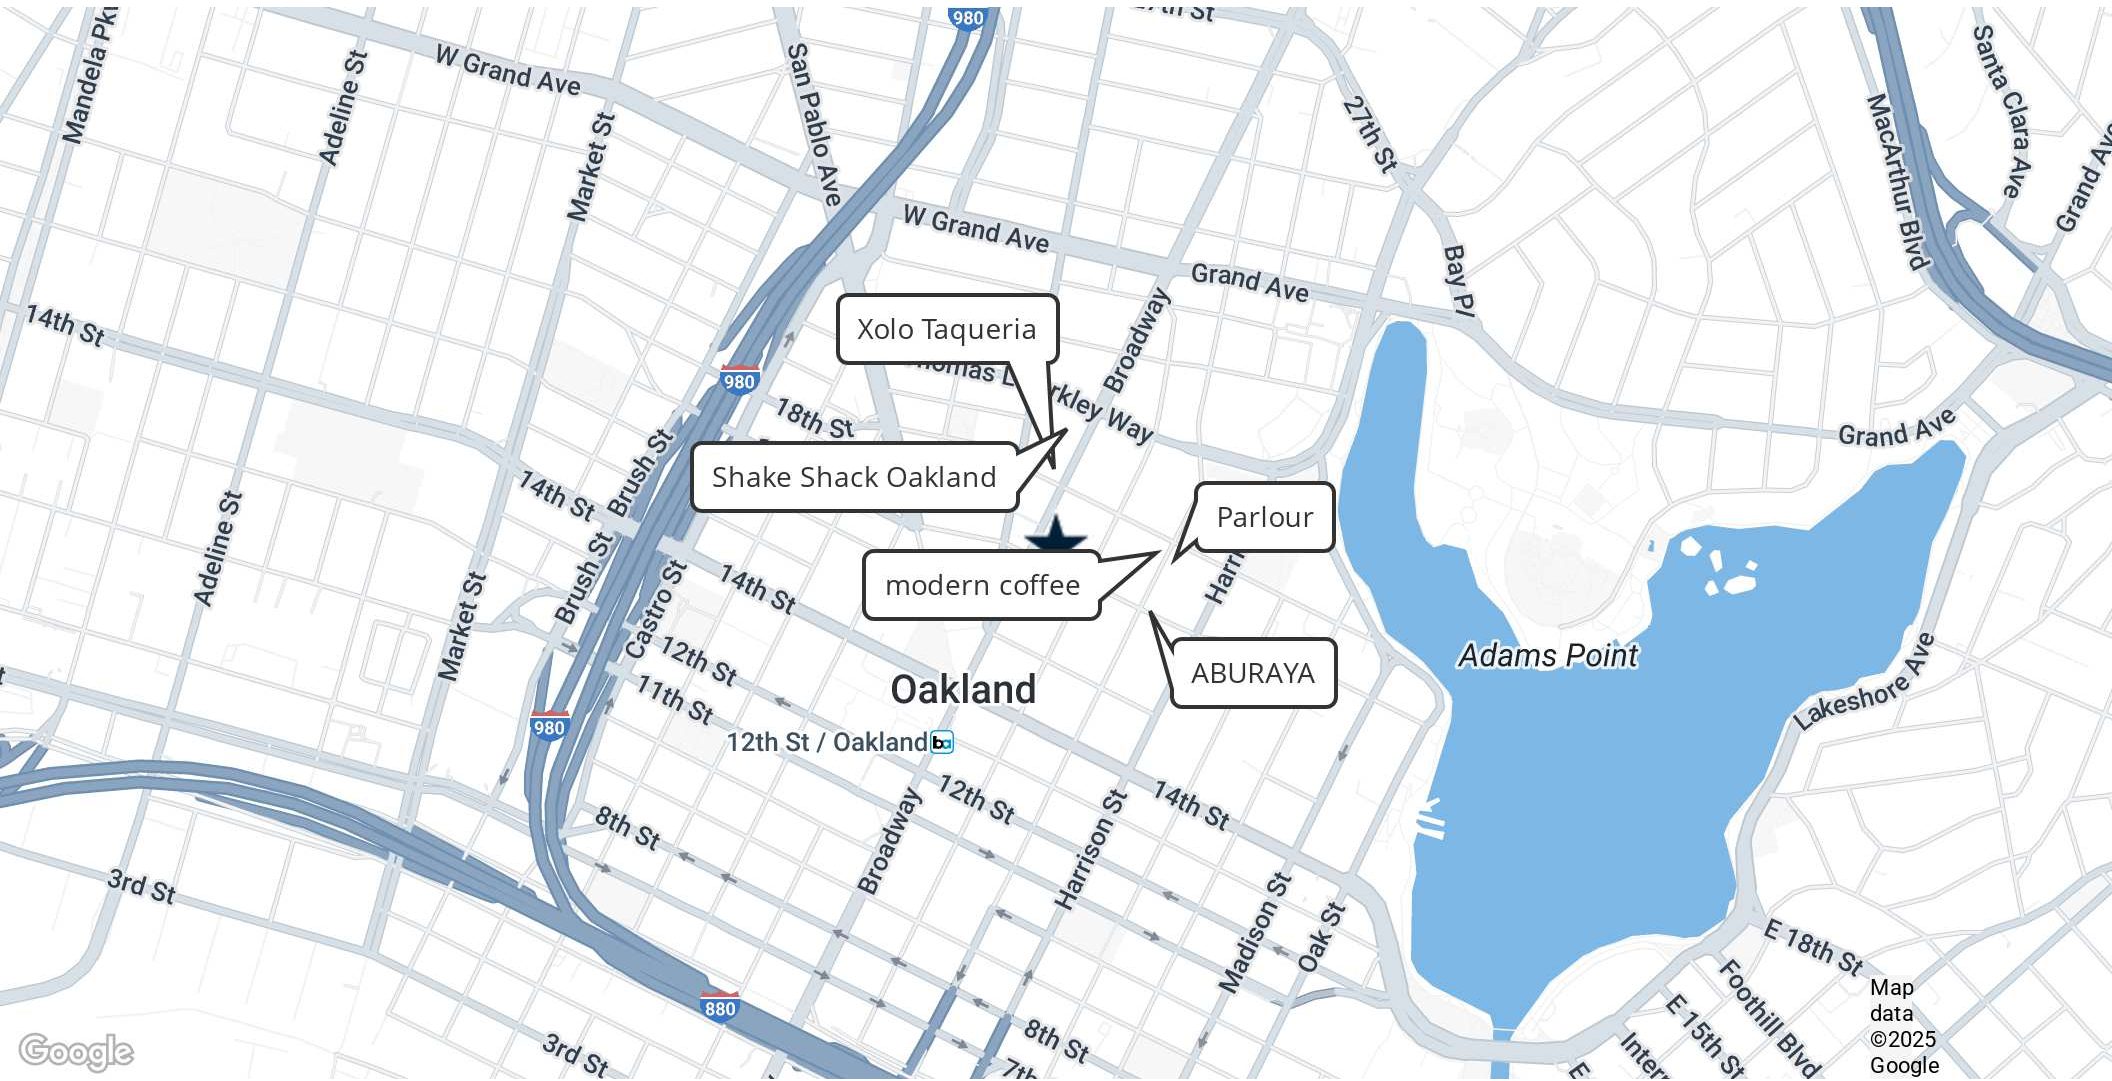 980
27th St
Mandela Pkwy
Adeline St
W Grand Ave
Market St
San Pablo Ave
27th St
MacArthur Blvd
Santa Clara Ave
Grand Ave
W Grand Ave
Grand Ave
Bay Pl
14th St
Broadway
Xolo Taqueria
980
18th St
Grand Ave
Brush St
Shake Shack Oakland
14th St
Adeline St
Parlour
modern coffee
Brush St
Castro St
14th St
Market St
12th St
Adams Point
ABURAYA
11th St
Oakland
Lakeshore Ave
980
12th St / Oakland
ba
12th St
14th St
8th St
Broadway
Harrison St
3rd St
Madison St
Oak St
E 18th St
880
8th St
3rd St
7th
Foothill Blvd
E 15th St
Map
data
©2025
Google
Google